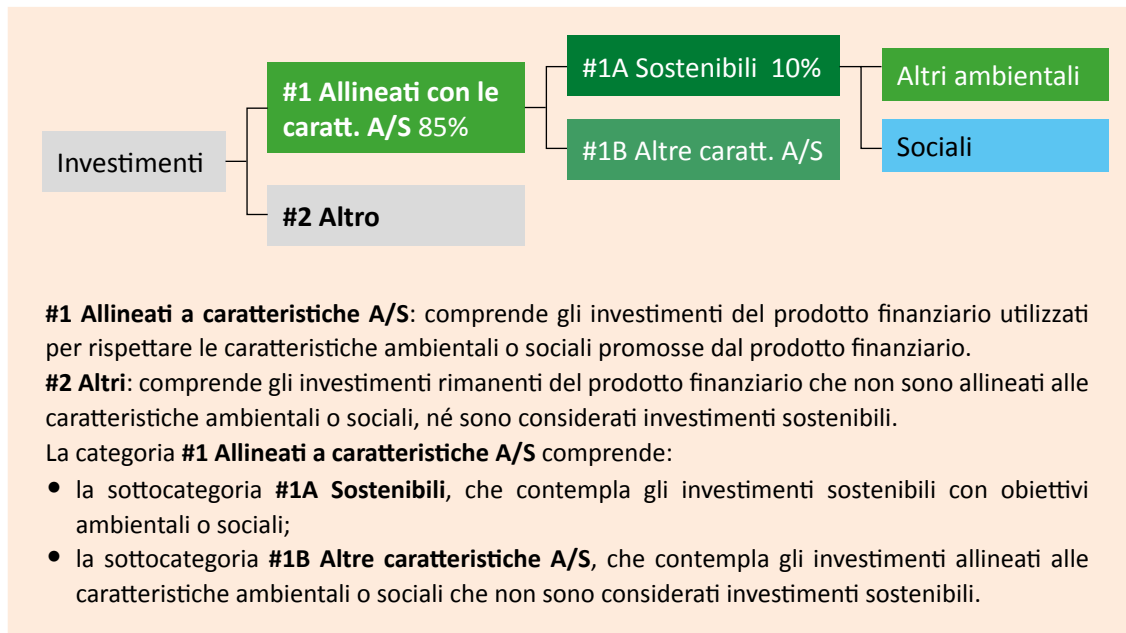 Investimenti
#1 Allineati con le
caratt. A/S 85%
#2 Altro
#1A Sostenibili 10%
#1B Altre caratt. A/S
Altri ambientali
Sociali
#1 Allineati a caratteristiche A/S: comprende gli investimenti del prodotto finanziario utilizzati
per rispettare le caratteristiche ambientali o sociali promosse dal prodotto finanziario.
#2 Altri: comprende gli investimenti rimanenti del prodotto finanziario che non sono allineati alle
caratteristiche ambientali o sociali, né sono considerati investimenti sostenibili.
La categoria #1 Allineati a caratteristiche A/S comprende:
• la sottocategoria #1A Sostenibili, che contempla gli investimenti sostenibili con obiettivi
ambientali o sociali;
• la sottocategoria #1B Altre caratteristiche A/S, che contempla gli investimenti allineati alle
caratteristiche ambientali o sociali che non sono considerati investimenti sostenibili.